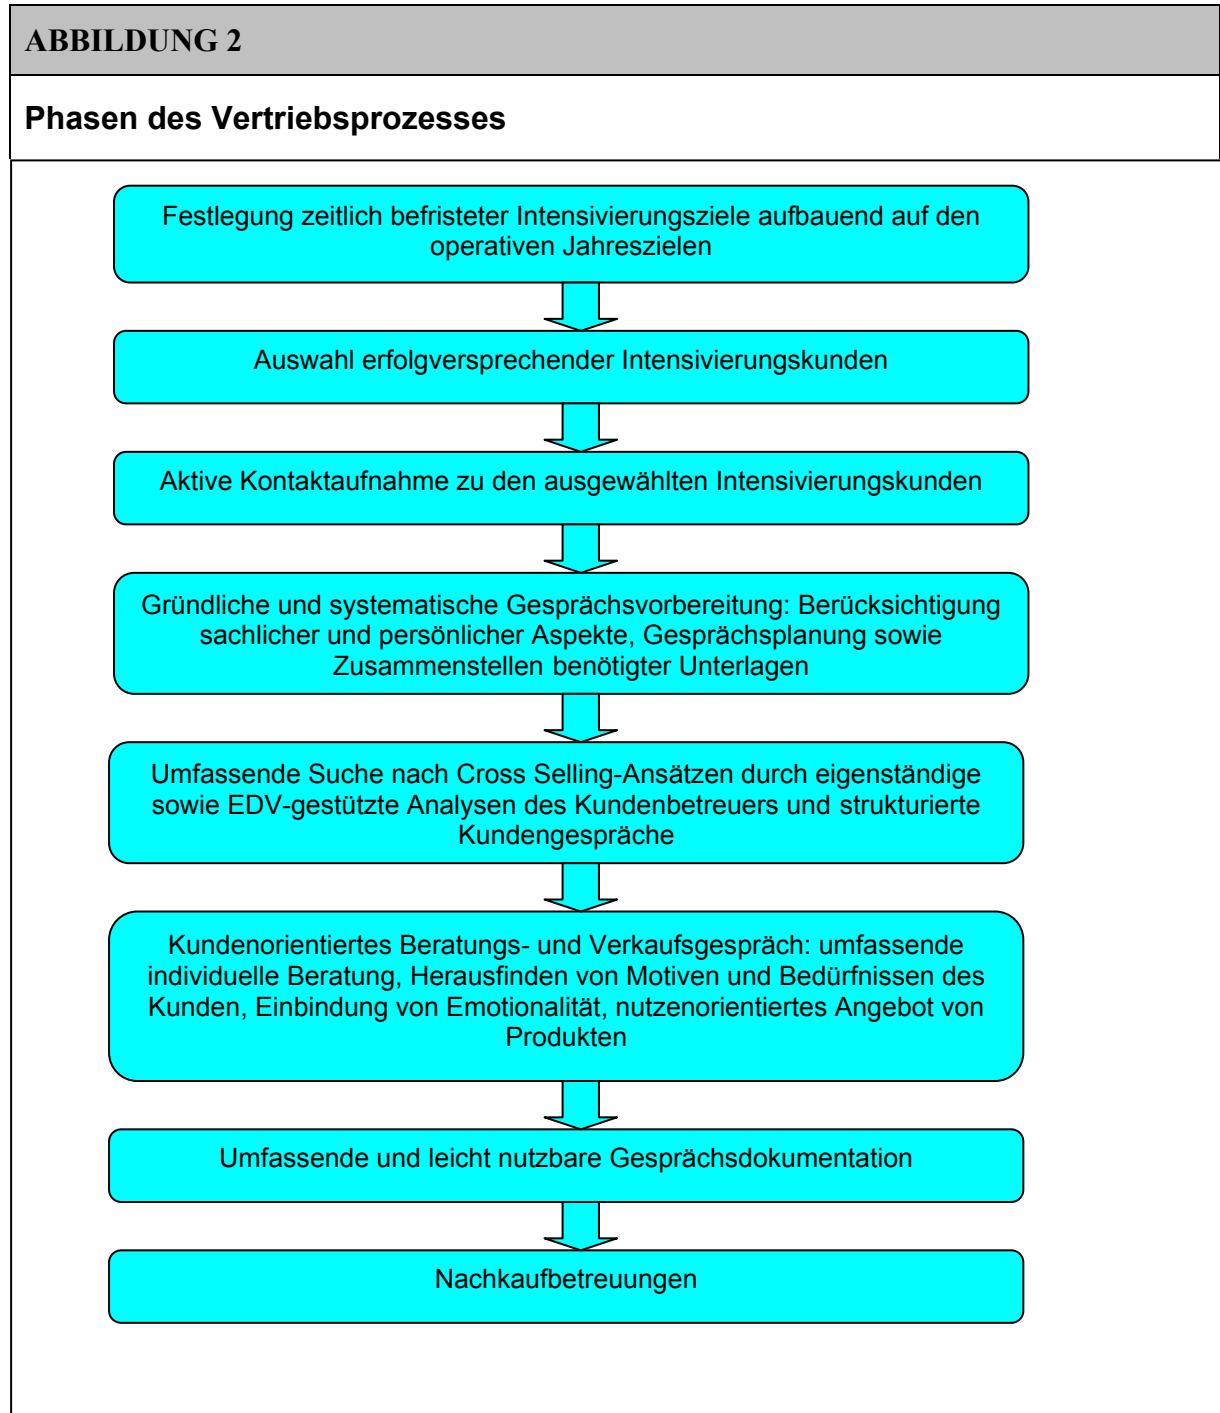 ABBILDUNG 2
Phasen des Vertriebsprozesses
Festlegung zeitlich befristeter Intensivierungsziele aufbauend auf den
operativen Jahreszielen
Auswahl erfolgversprechender Intensivierungskunden
Aktive Kontaktaufnahme zu den ausgewählten Intensivierungskunden
Gründliche und systematische Gesprächsvorbereitung: Berücksichtigung
sachlicher und persönlicher Aspekte, Gesprächsplanung sowie
Zusammenstellen benötigter Unterlagen
Umfassende Suche nach Cross Selling-Ansätzen durch eigenständige
sowie EDV-gestützte Analysen des Kundenbetreuers und strukturierte
Kundengespräche
Kundenorientiertes Beratungs- und Verkaufsgespräch: umfassende
individuelle Beratung, Herausfinden von Motiven und Bedürfnissen des
Kunden, Einbindung von Emotionalität, nutzenorientiertes Angebot von
Produkten
Umfassende und leicht nutzbare Gesprächsdokumentation
Nachkaufbetreuungen